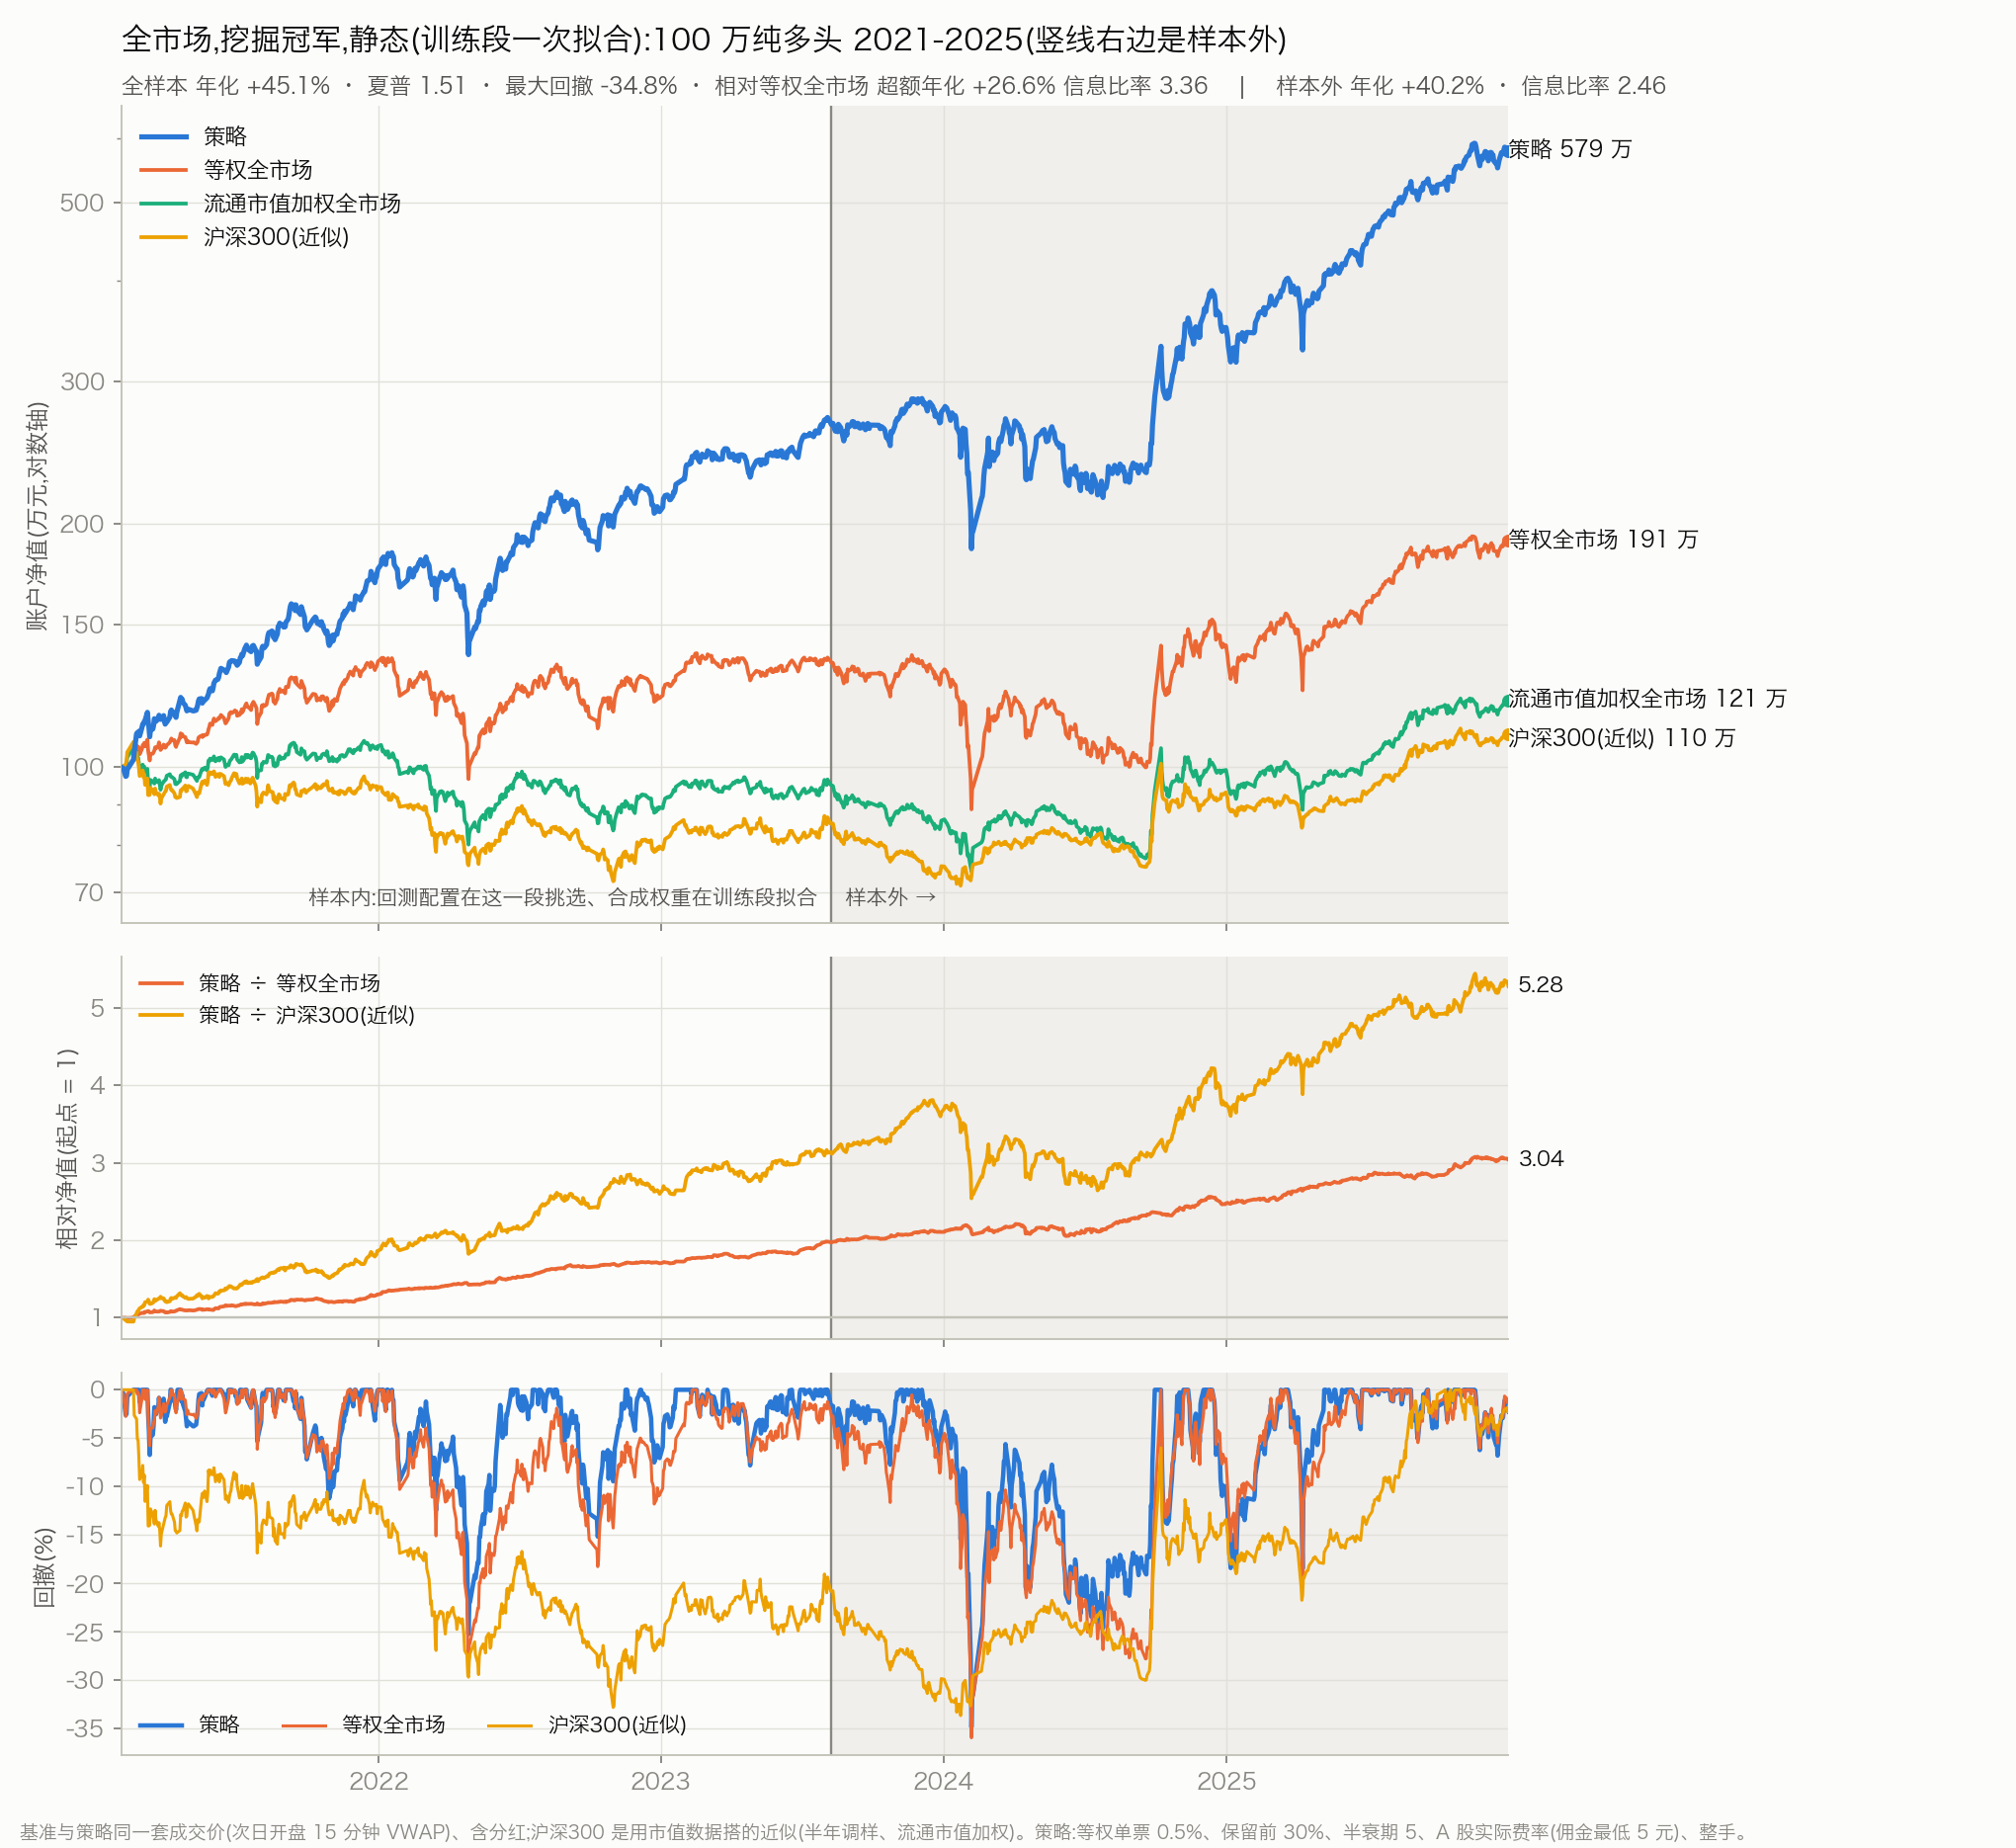 全市场,挖掘冠军,静态(训练段一次拟合):100 万纯多头 2021-2025(竖线右边是样本外)
全样本 年化 +45.1% · 夏普 1.51 · 最大回撤 -34.8% · 相对等权全市场 超额年化 +26.6% 信息比率 3.36 | 样本外 年化 +40.2% · 信息比率 2.46
策略
等权全市场
流通市值加权全市场
沪深300(近似)
账户净值(万元,对数轴)
500
300
200
150
100
70
策略 579 万
等权全市场 191 万
流通市值加权全市场 121 万
沪深300(近似) 110 万
样本内:回测配置在这一段挑选、合成权重在训练段拟合
样本外 →
策略 ÷ 等权全市场
策略 ÷ 沪深300(近似)
相对净值(起点 = 1)
5
4
3
2
1
5.28
3.04
回撤(%)
0
-5
-10
-15
-20
-25
-30
-35
策略 等权全市场 沪深300(近似)
2022 2023 2024 2025
基准与策略同一套成交价(次日开盘 15 分钟 VWAP)、含分红;沪深300 是用市值数据搭的近似(半年调样、流通市值加权)。策略:等权单票 0.5%、保留前 30%、半衰期 5、A 股实际费率(佣金最低 5 元)、整手。